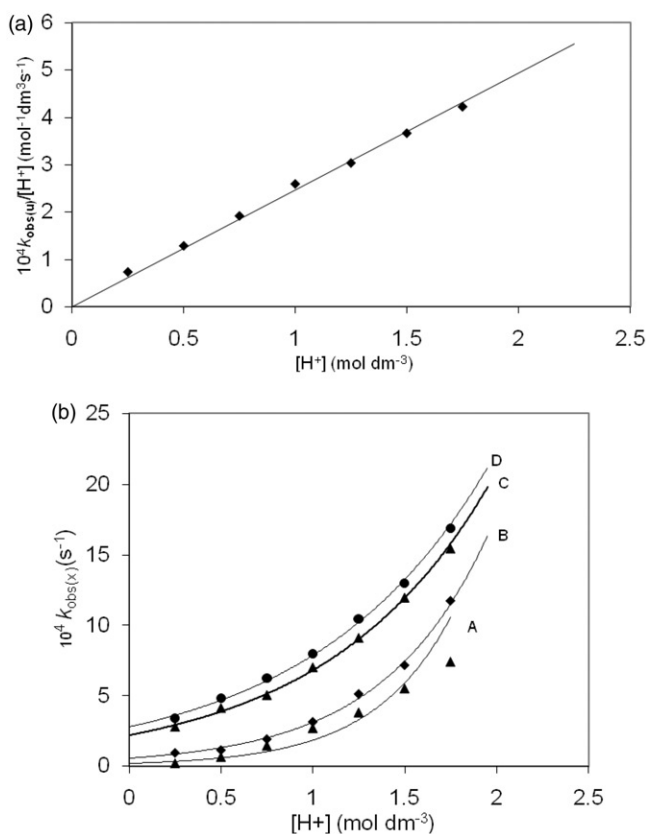 (a)
6
5
4
3
2
1
0
10⁴k_obs(u)/[H⁺] (mol⁻¹dm³s⁻¹)
0 0.5 1 1.5 2 2.5
[H⁺] (mol dm⁻³)
(b)
25
20
15
10
5
0
10⁴ k_obs(x)(s⁻¹)
D
C
B
A
0 0.5 1 1.5 2 2.5
[H+] (mol dm⁻³)